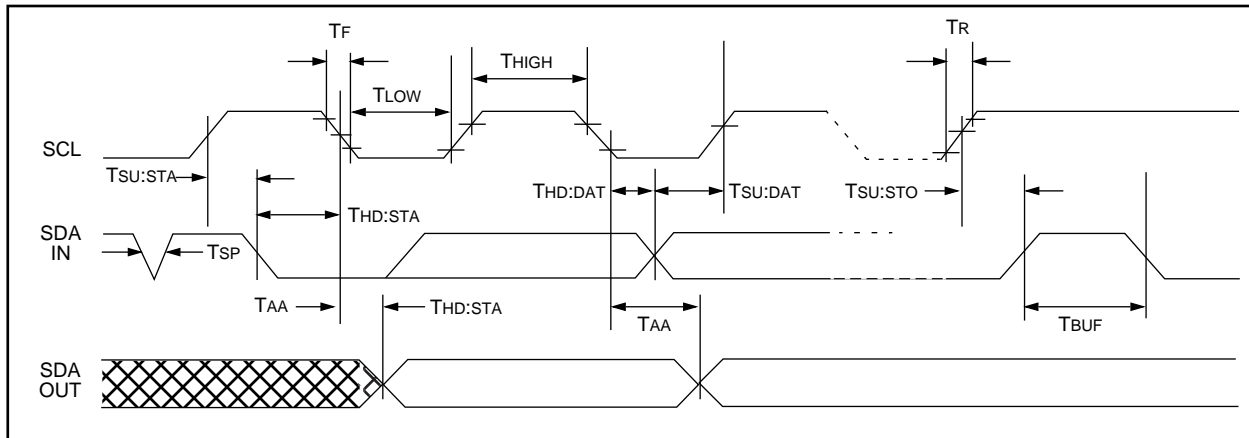 TF
TR
THIGH
TLOW
SCL
TSU:STA
THD:DAT
TSU:DAT
TSU:STO
THD:STA
SDA
IN
TSP
TAA
THD:STA
TAA
TBUF
SDA
OUT